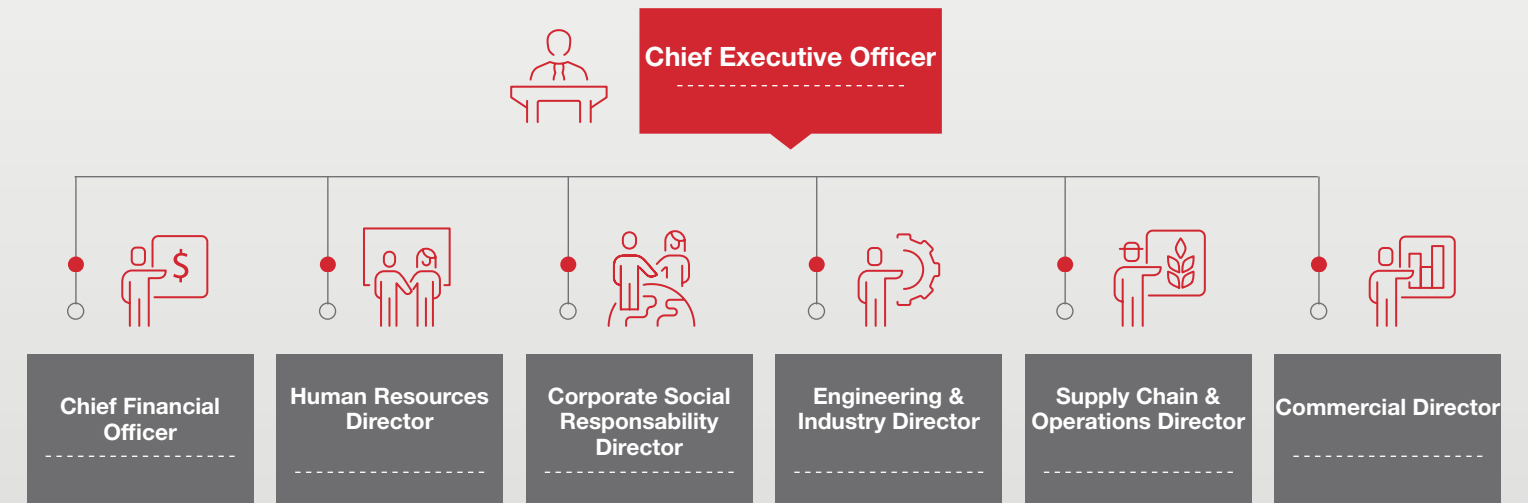 Chief Executive Officer
$
Chief Financial
Officer
Human Resources
Director
Corporate Social
Responsability
Director
Engineering &
Industry Director
Supply Chain &
Operations Director
Commercial Director